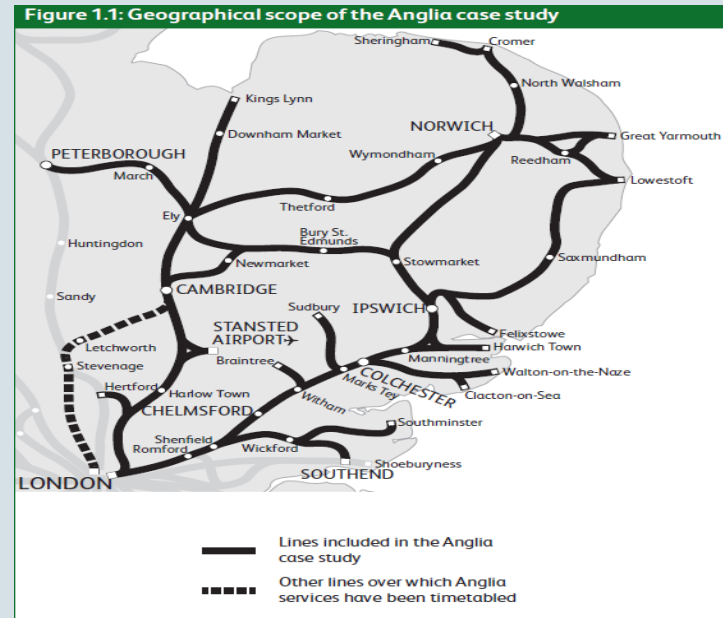 Figure 1.1: Geographical scope of the Anglia case study
Sheringham
Cromer
North Walsham
Kings Lynn
Downham Market
NORWICH
Great Yarmouth
PETERBOROUGH
Wymondham
Reedham
March
Lowestoft
Thetford
Ely
Bury St.
Edmunds
Huntingdon
Newmarket
Stowmarket
Saxmundham
CAMBRIDGE
Sandy
Sudbury
IPSWICH
STANSTED
AIRPORT
Felixstowe
Letchworth
Harwich Town
Manningtree
Braintree
Stevenage
Walton-on-the-Naze
COLCHESTER
Marks Tey
Hertford
Harlow Town
Witham
Clacton-on-Sea
CHELMSFORD
Southminster
Shenfield
Romford
Wickford
Shoeburyness
SOUTHEND
LONDON
Lines included in the Anglia
case study
Other lines over which Anglia
services have been timetabled